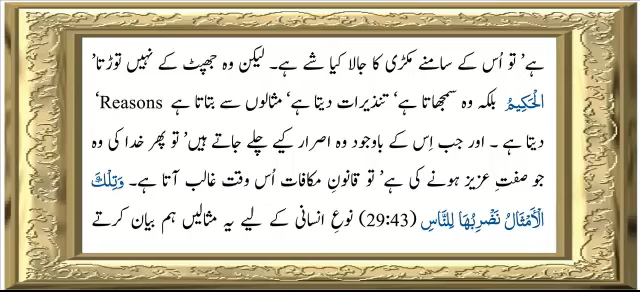 ہے’ تو اُس کے سامنے مکڑی کا جالا کیا شے ہے۔ لیکن وہ جھپٹ کے نہیں توڑتا’
الْحَكِيمُ بلکہ وہ سمجھاتا ہے‘ تنذیرات دیتا ہے‘ مثالوں سے بتاتا ہے Reasons‘
دیتا ہے ۔ اور جب اِس کے باوجود وہ اصرار کیے چلے جاتے ہیں’ تو پھر خدا کی وہ
جو صفتِ عزیز ہونے کی ہے’ تو قانونِ مکافات اُس وقت غالب آتا ہے۔ وَتِلْكَ
الْأَمْثَالُ نَضْرِبُهَا لِلنَّاسِ (29:43) نوعِ انسانی کے لیے یہ مثالیں ہم بیان کرتے